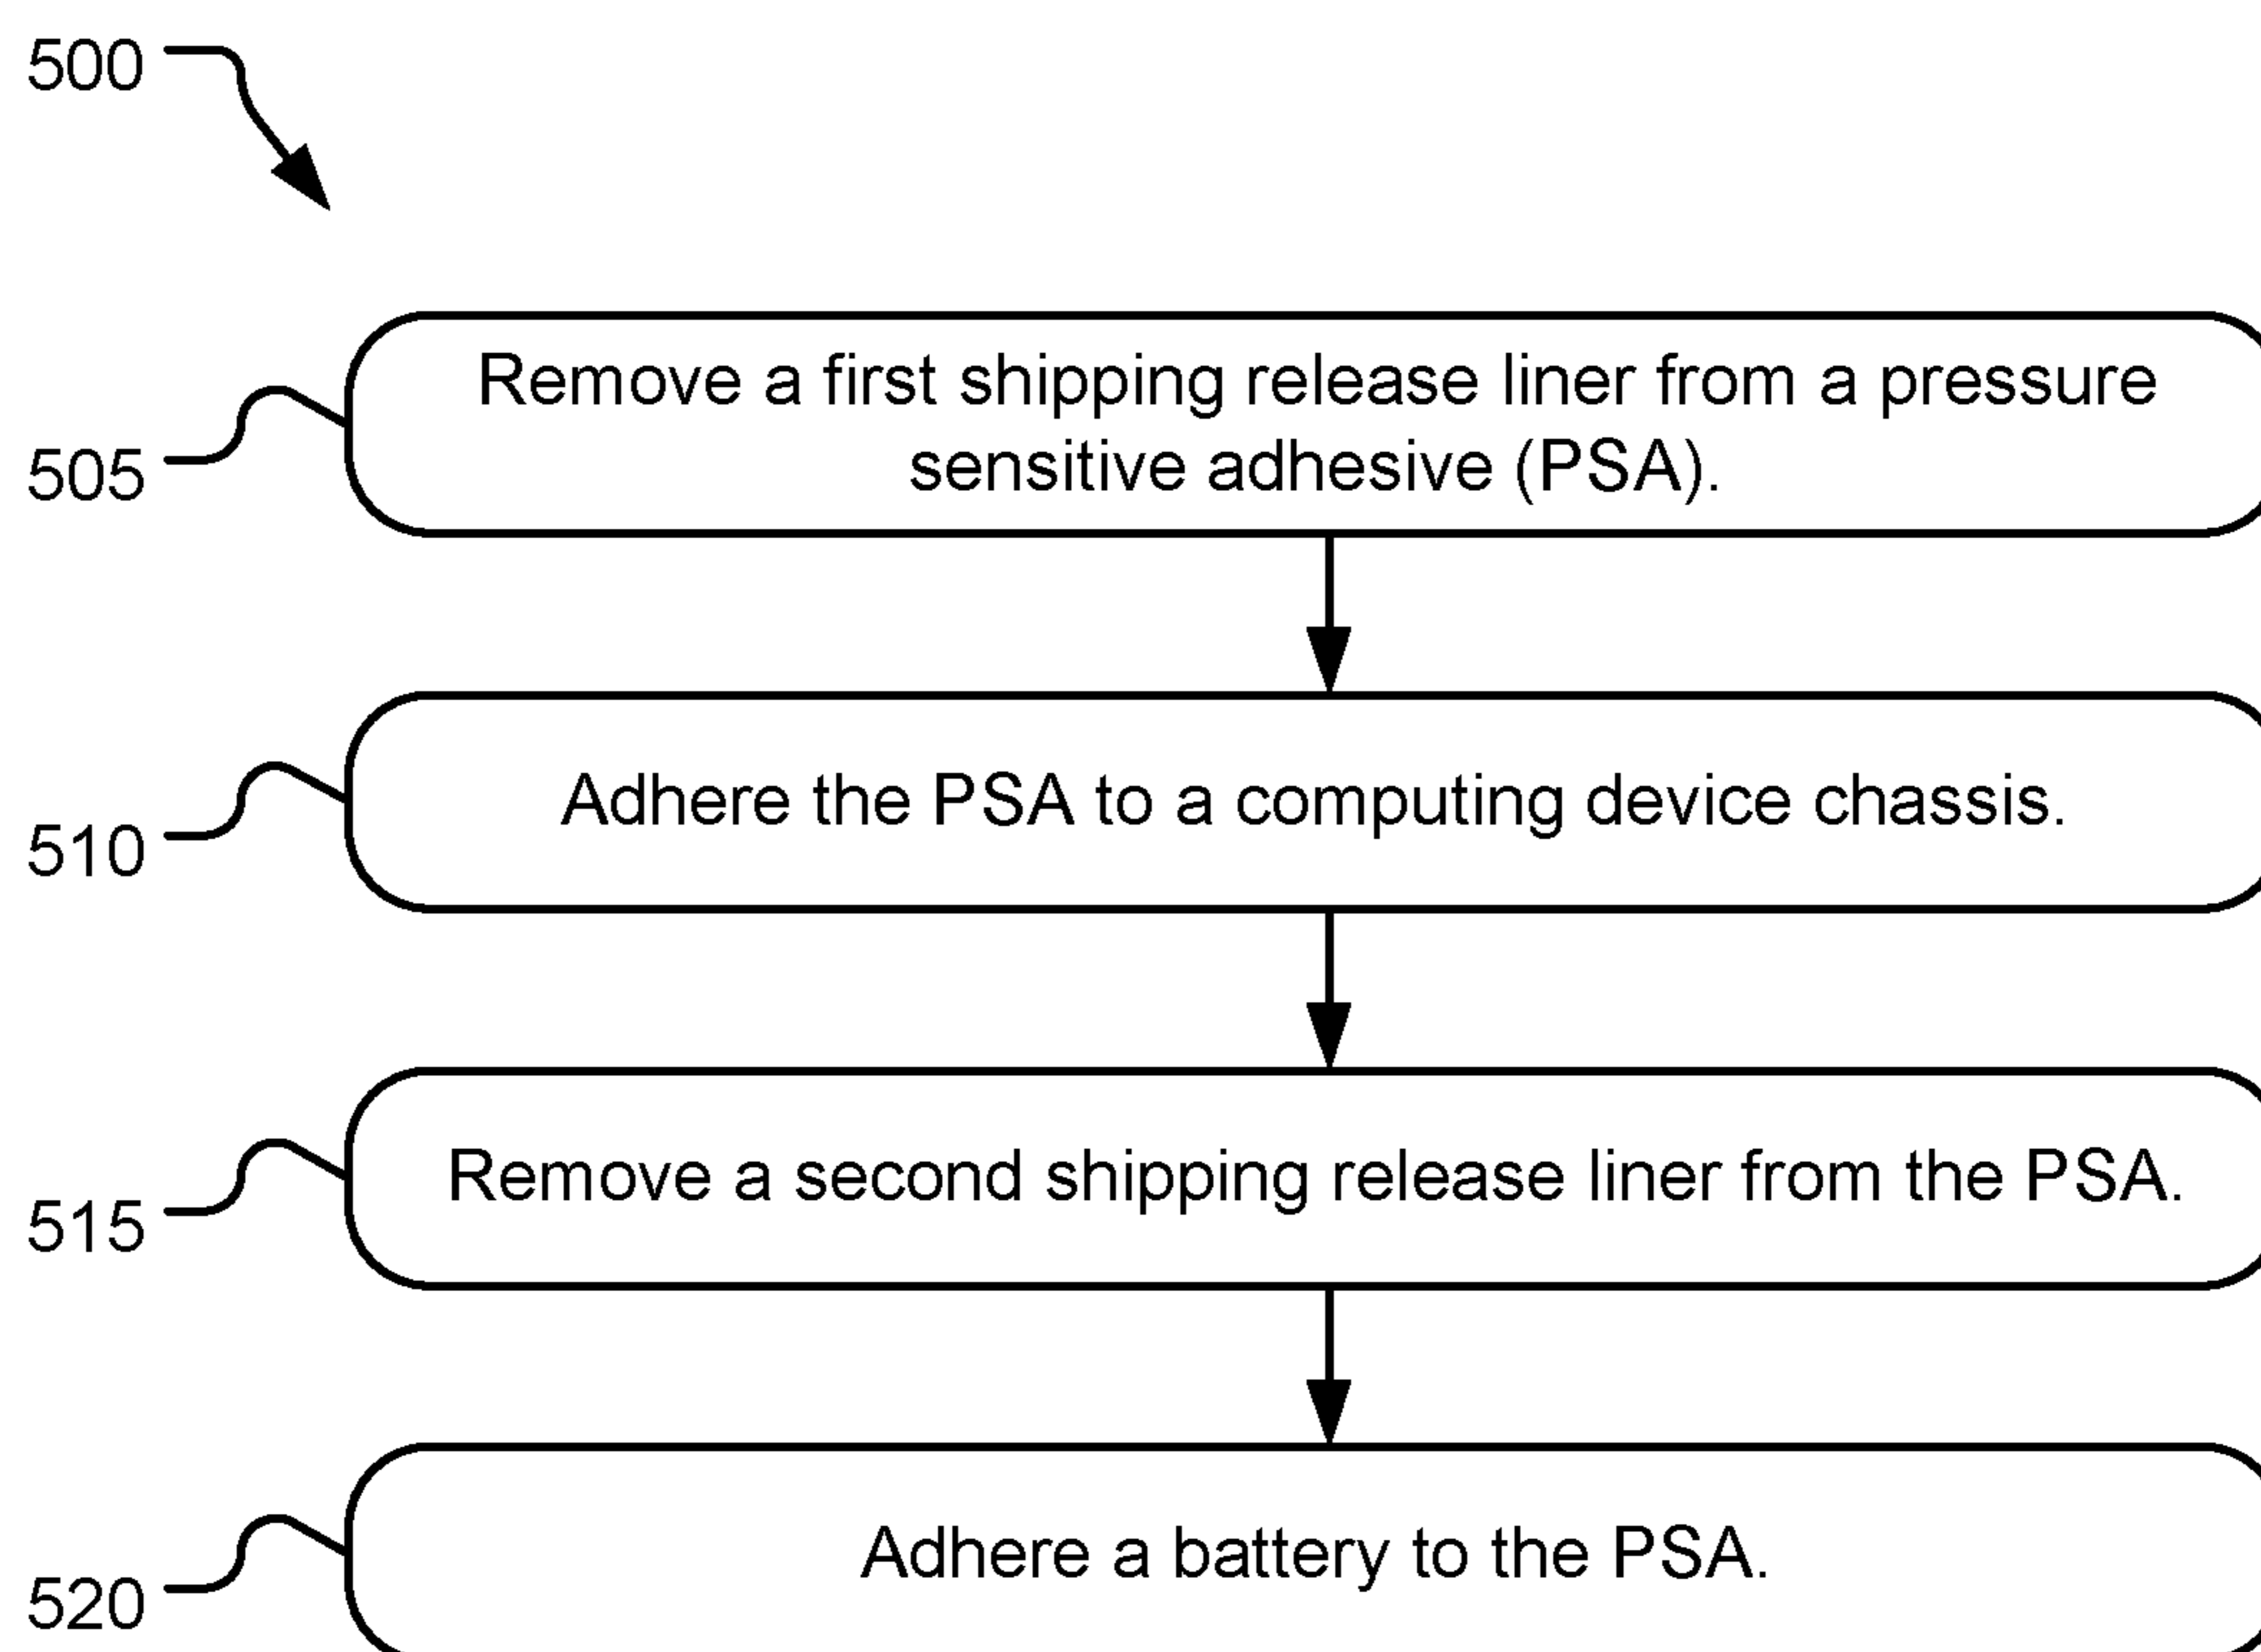 500
Remove a first shipping release liner from a pressure
sensitive adhesive (PSA).
505
Adhere the PSA to a computing device chassis.
510
Remove a second shipping release liner from the PSA.
515
Adhere a battery to the PSA.
520